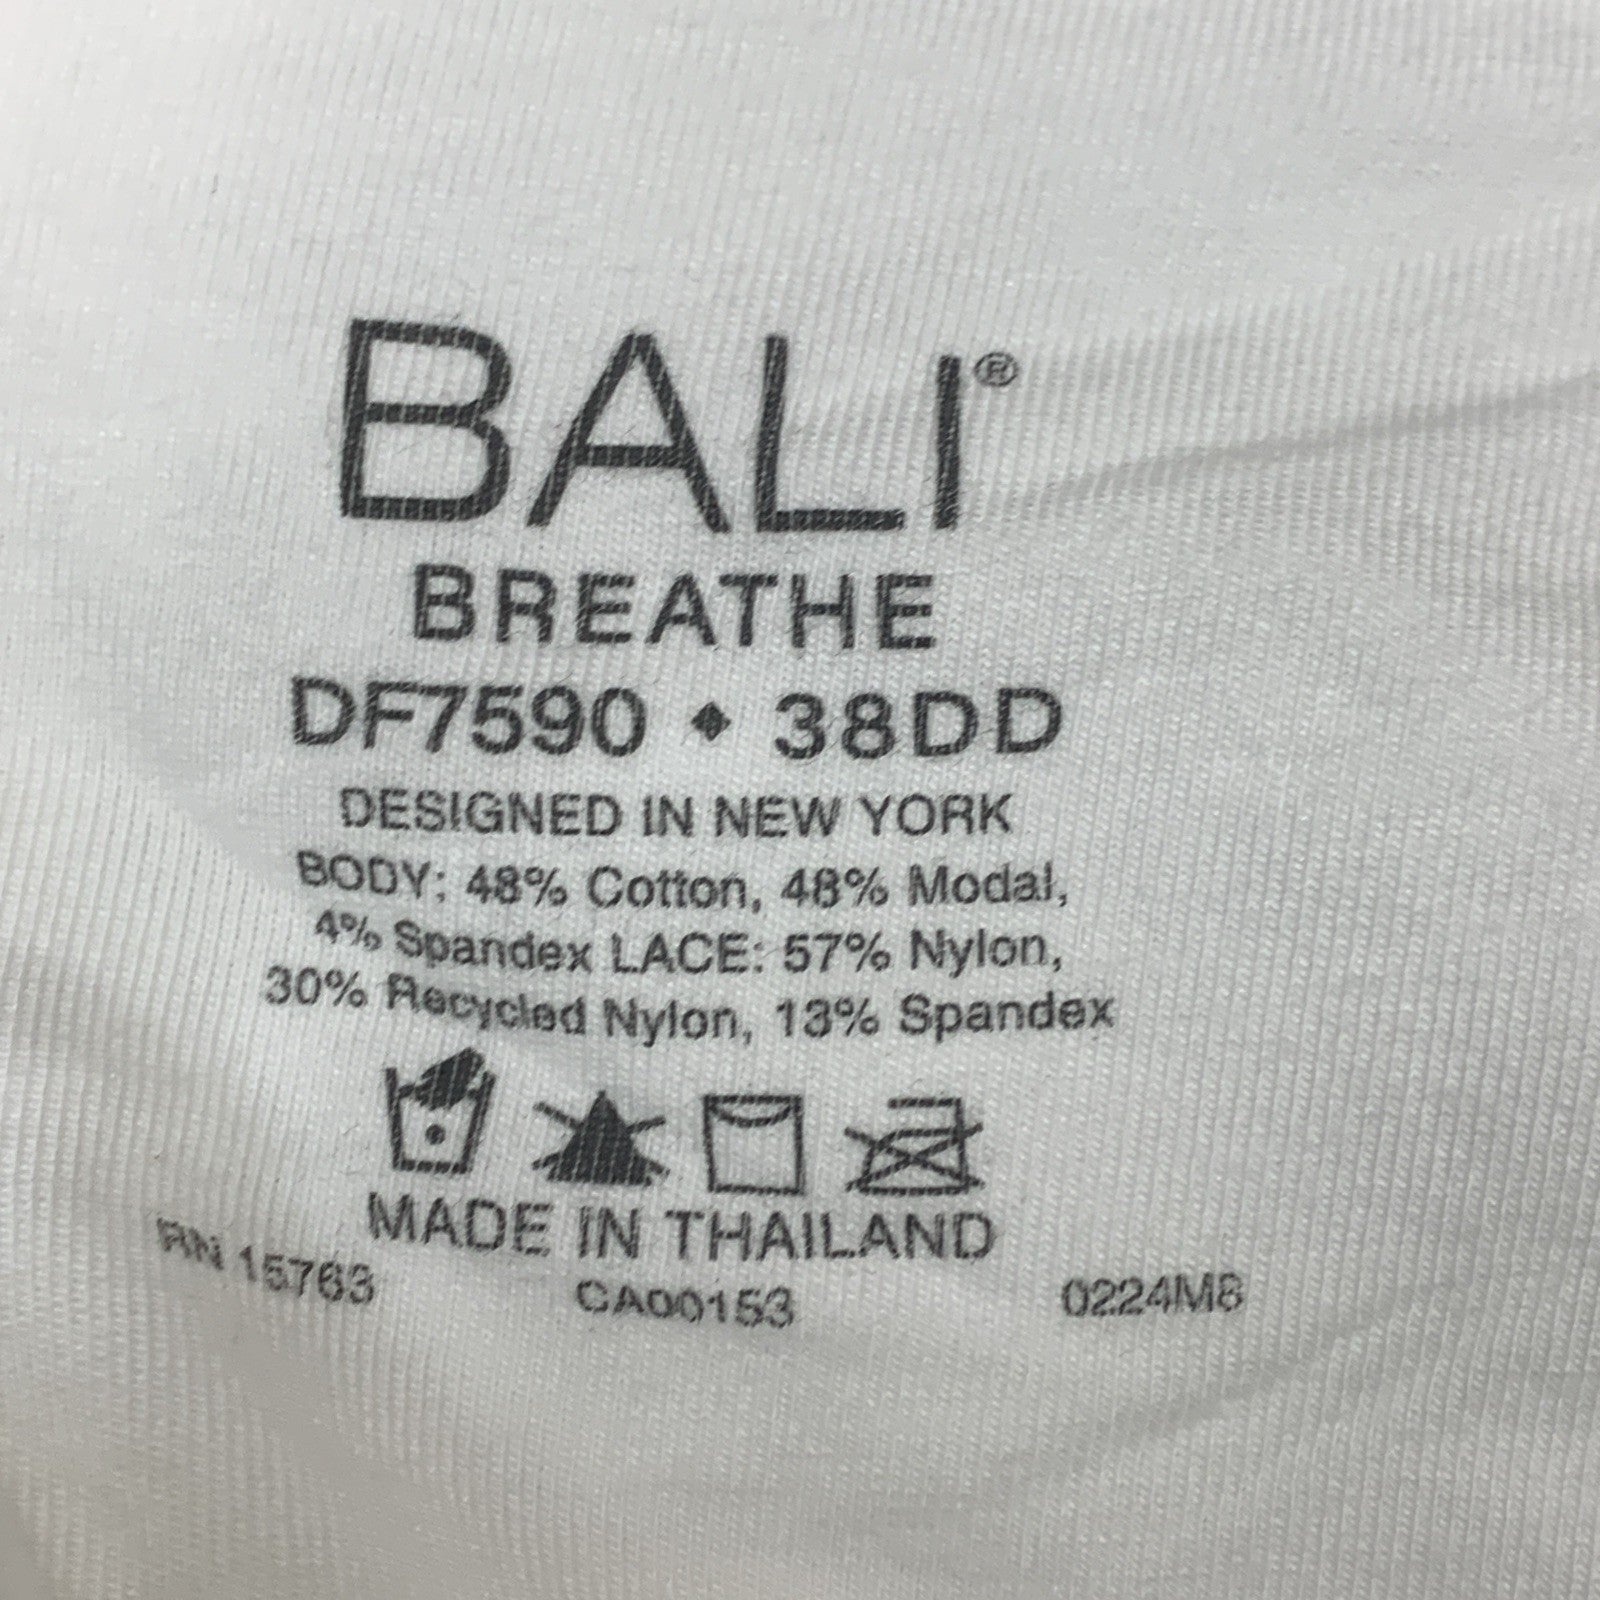 BALI®
BREATHE
DF7590 ◆ 38DD
DESIGNED IN NEW YORK
BODY: 48% Cotton, 48% Modal,
4% Spandex LACE: 57% Nylon,
30% Recycled Nylon, 13% Spandex
MADE IN THAILAND
RN 15763 CA00153 0224M8